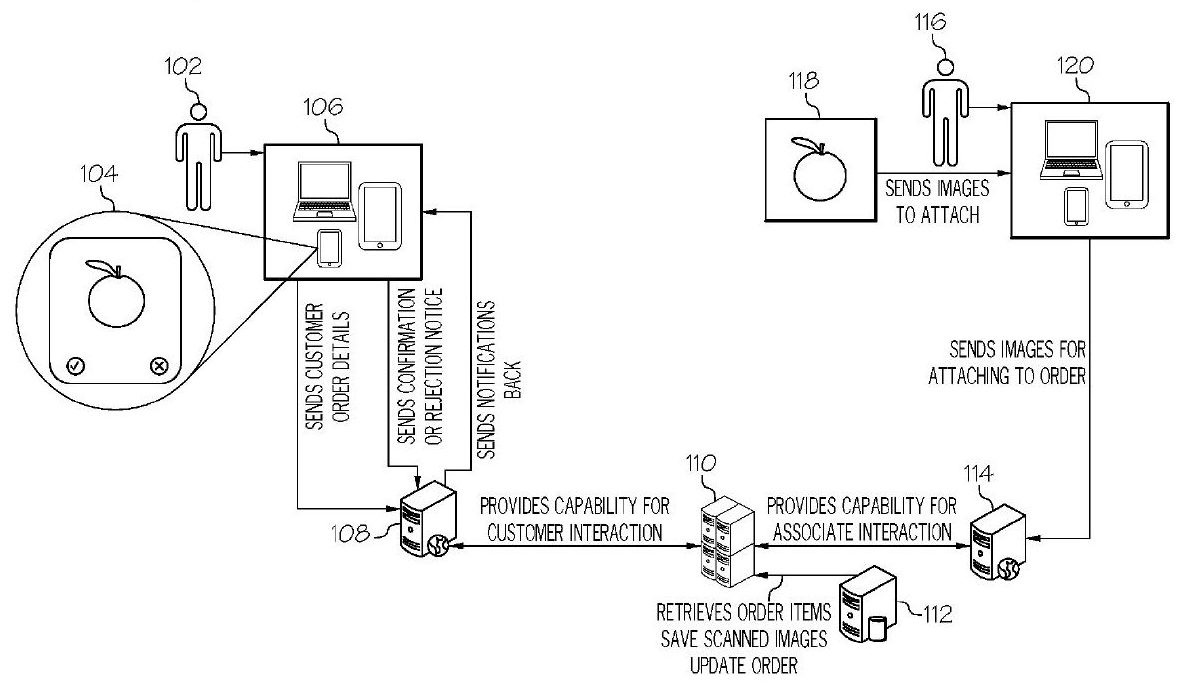 116
102
118
120
106
104
SENDS IMAGES
TO ATTACH
SENDS CUSTOMER
ORDER DETAILS
SENDS CONFIRMATION
OR REJECTION NOTICE
SENDS NOTIFICATIONS
BACK
SENDS IMAGES FOR
ATTACHING TO ORDER
108
PROVIDES CAPABILITY FOR
CUSTOMER INTERACTION
110
PROVIDES CAPABILITY FOR
ASSOCIATE INTERACTION
114
RETRIEVES ORDER ITEMS
SAVE SCANNED IMAGES
UPDATE ORDER
112